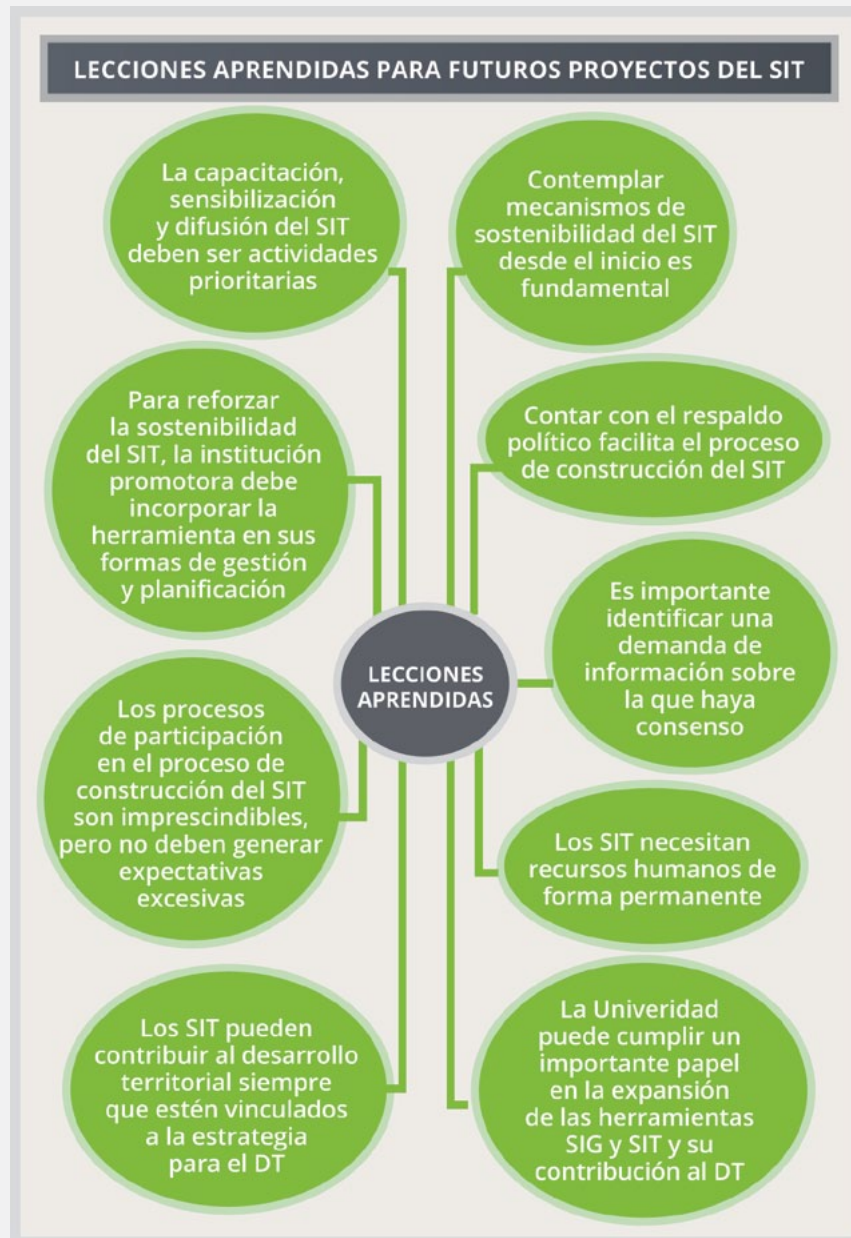 LECCIONES APRENDIDAS PARA FUTUROS PROYECTOS DEL SIT
La capacitación,
sensibilización
y difusión del SIT
deben ser actividades
prioritarias
Contemplar
mecanismos de
sostenibilidad del SIT
desde el inicio es
fundamental
Para reforzar
la sostenibilidad
del SIT, la institución
promotora debe
incorporar la
herramienta en sus
formas de gestión
y planificación
Contar con el respaldo
político facilita el proceso
de construcción del SIT
Es importante
identificar una
demanda de
información sobre
la que haya
consenso
LECCIONES
APRENDIDAS
Los procesos
de participación
en el proceso de
construcción del SIT
son imprescindibles,
pero no deben generar
expectativas
excesivas
Los SIT necesitan
recursos humanos de
forma permanente
Los SIT pueden
contribuir al desarrollo
territorial siempre
que estén vinculados
a la estrategia
para el DT
La Univeridad
puede cumplir un
importante papel
en la expansión
de las herramientas
SIG y SIT y su
contribución al DT